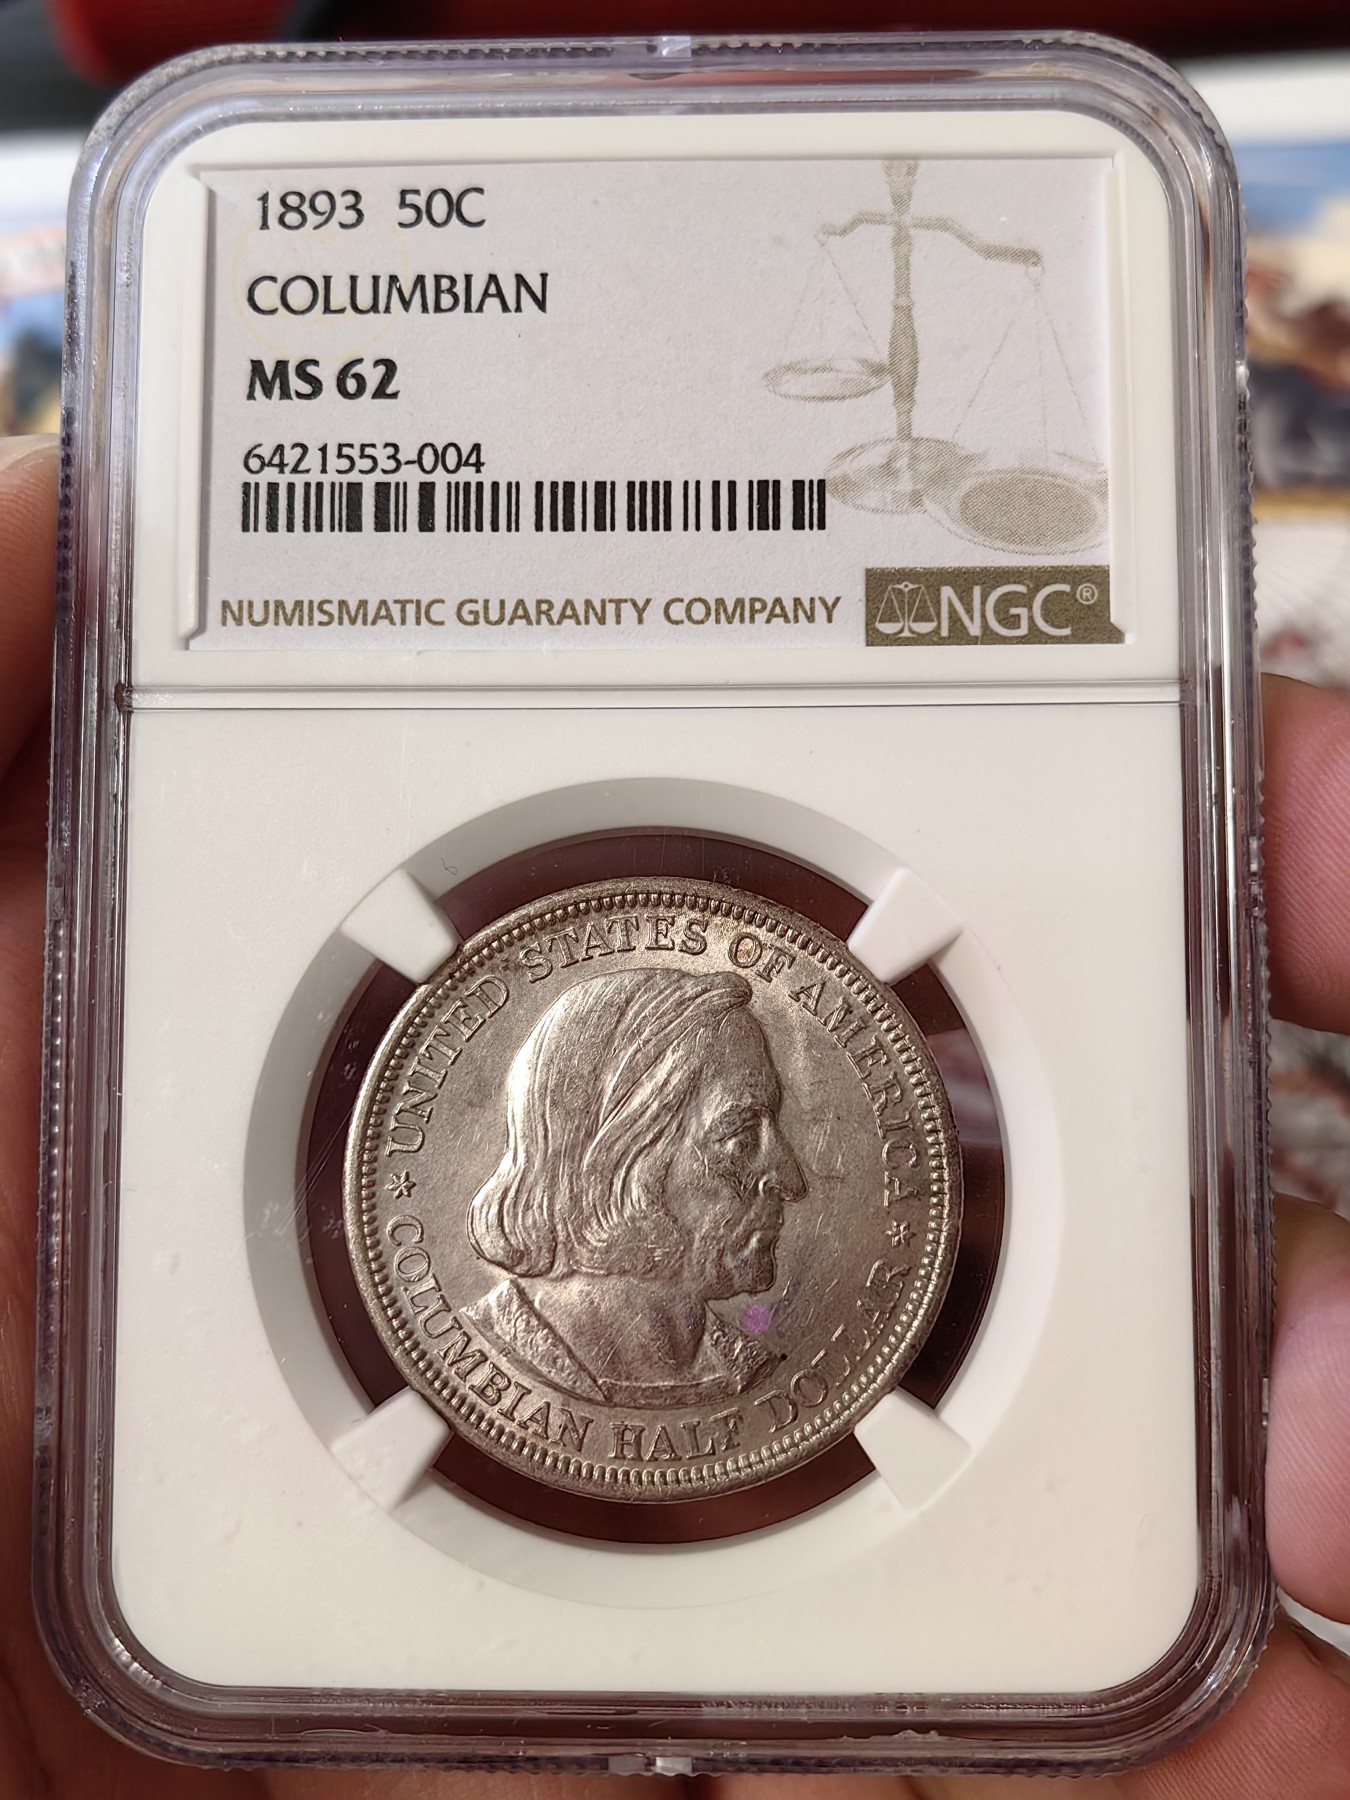 1893 50C
COLUMBIAN
MS 62
6421553-004
NUMISMATIC GUARANTY COMPANY
NGC®
UNITED STATES OF AMERICA
COLUMBIAN HALF DOLLAR